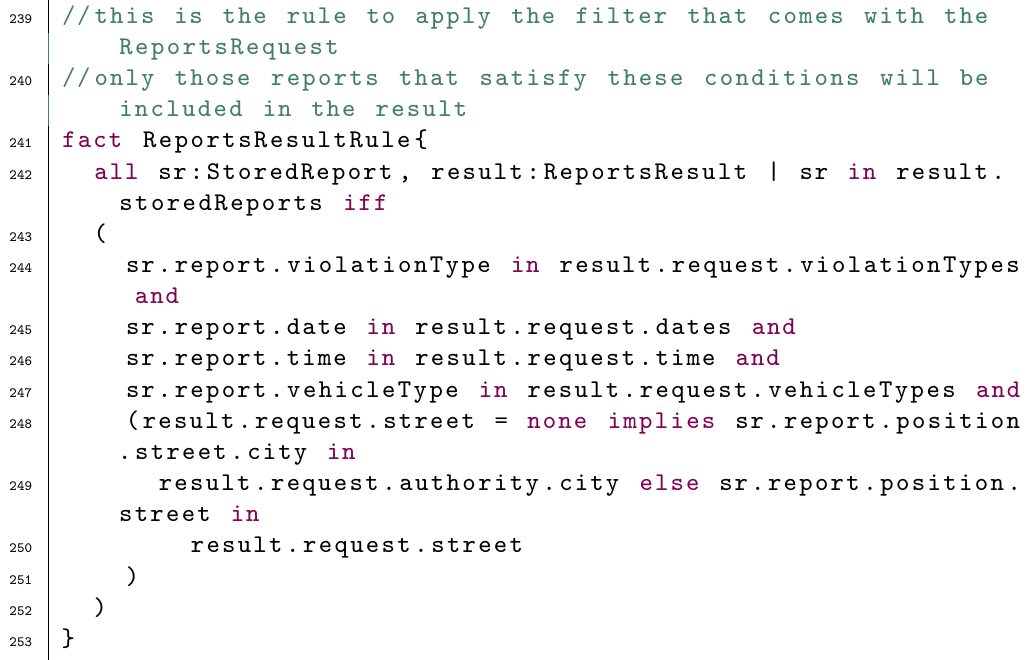 239 //this is the rule to apply the filter that comes with the
ReportsRequest
240 //only those reports that satisfy these conditions will be
included in the result
241 fact ReportsResultRule{
242 all sr:StoredReport, result:ReportsResult | sr in result.
storedReports iff
243 (
244 sr.report.violationType in result.request.violationTypes
and
245 sr.report.date in result.request.dates and
246 sr.report.time in result.request.time and
247 sr.report.vehicleType in result.request.vehicleTypes and
248 (result.request.street = none implies sr.report.position
.street.city in
249 result.request.authority.city else sr.report.position.
street in
250 result.request.street
251 )
252 )
253 }